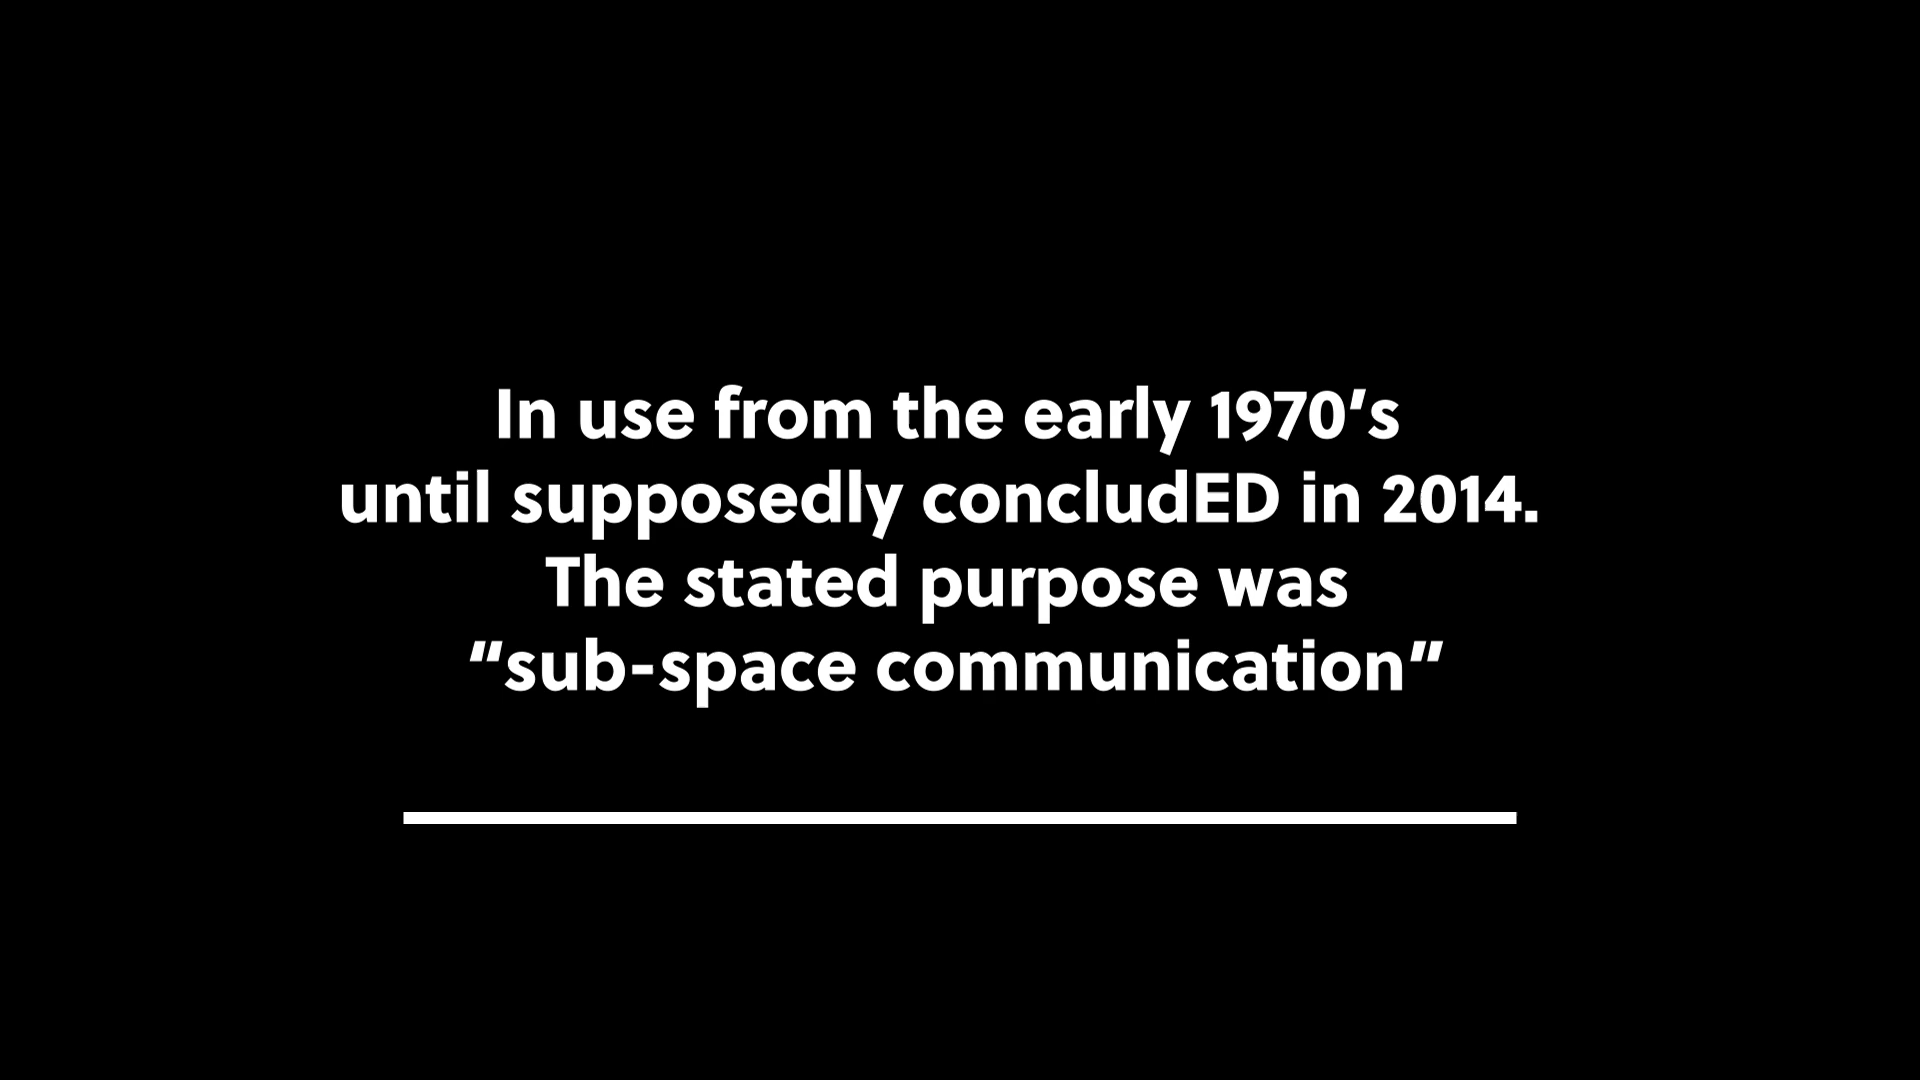 In use from the early 1970's
until supposedly concludED in 2014.
The stated purpose was
"sub-space communication"